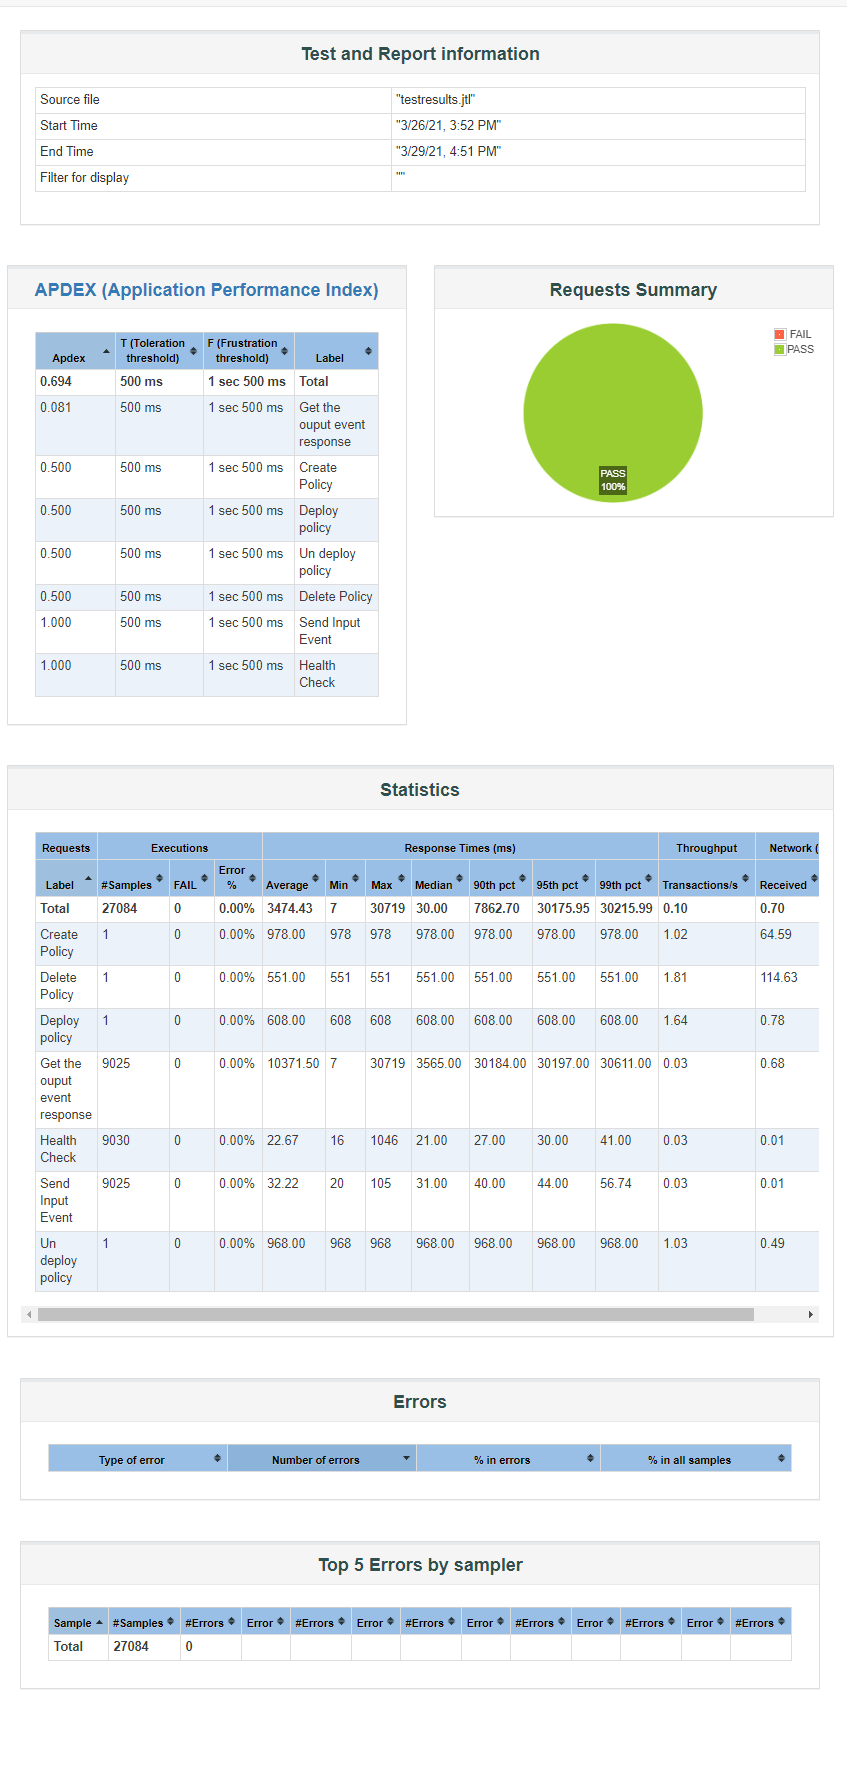 Test and Report information
Source file "testresults.jtl"
Start Time "3/26/21, 3:52 PM"
End Time "3/29/21, 4:51 PM"
Filter for display ""
APDEX (Application Performance Index)
Apdex T (Toleration threshold) F (Frustration threshold) Label
0.694 500 ms 1 sec 500 ms Total
0.081 500 ms 1 sec 500 ms Get the
ouput event
response
0.500 500 ms 1 sec 500 ms Create
Policy
0.500 500 ms 1 sec 500 ms Deploy
policy
0.500 500 ms 1 sec 500 ms Un deploy
policy
0.500 500 ms 1 sec 500 ms Delete Policy
1.000 500 ms 1 sec 500 ms Send Input
Event
1.000 500 ms 1 sec 500 ms Health
Check
Requests Summary
FAIL
PASS
PASS
100%
Statistics
Requests Executions Response Times (ms) Throughput Network (
Label #Samples FAIL Error % Average Min Max Median 90th pct 95th pct 99th pct Transactions/s Received
Total 27084 0 0.00% 3474.43 7 30719 30.00 7862.70 30175.95 30215.99 0.10 0.70
Create
Policy 1 0 0.00% 978.00 978 978 978.00 978.00 978.00 978.00 1.02 64.59
Delete
Policy 1 0 0.00% 551.00 551 551 551.00 551.00 551.00 551.00 1.81 114.63
Deploy
policy 1 0 0.00% 608.00 608 608 608.00 608.00 608.00 608.00 1.64 0.78
Get the
ouput
event
response 9025 0 0.00% 10371.50 7 30719 3565.00 30184.00 30197.00 30611.00 0.03 0.68
Health
Check 9030 0 0.00% 22.67 16 1046 21.00 27.00 30.00 41.00 0.03 0.01
Send
Input
Event 9025 0 0.00% 32.22 20 105 31.00 40.00 44.00 56.74 0.03 0.01
Un
deploy
policy 1 0 0.00% 968.00 968 968 968.00 968.00 968.00 968.00 1.03 0.49
Errors
Type of error Number of errors % in errors % in all samples
Top 5 Errors by sampler
Sample #Samples #Errors Error #Errors Error #Errors Error #Errors Error #Errors Error #Errors
Total 27084 0